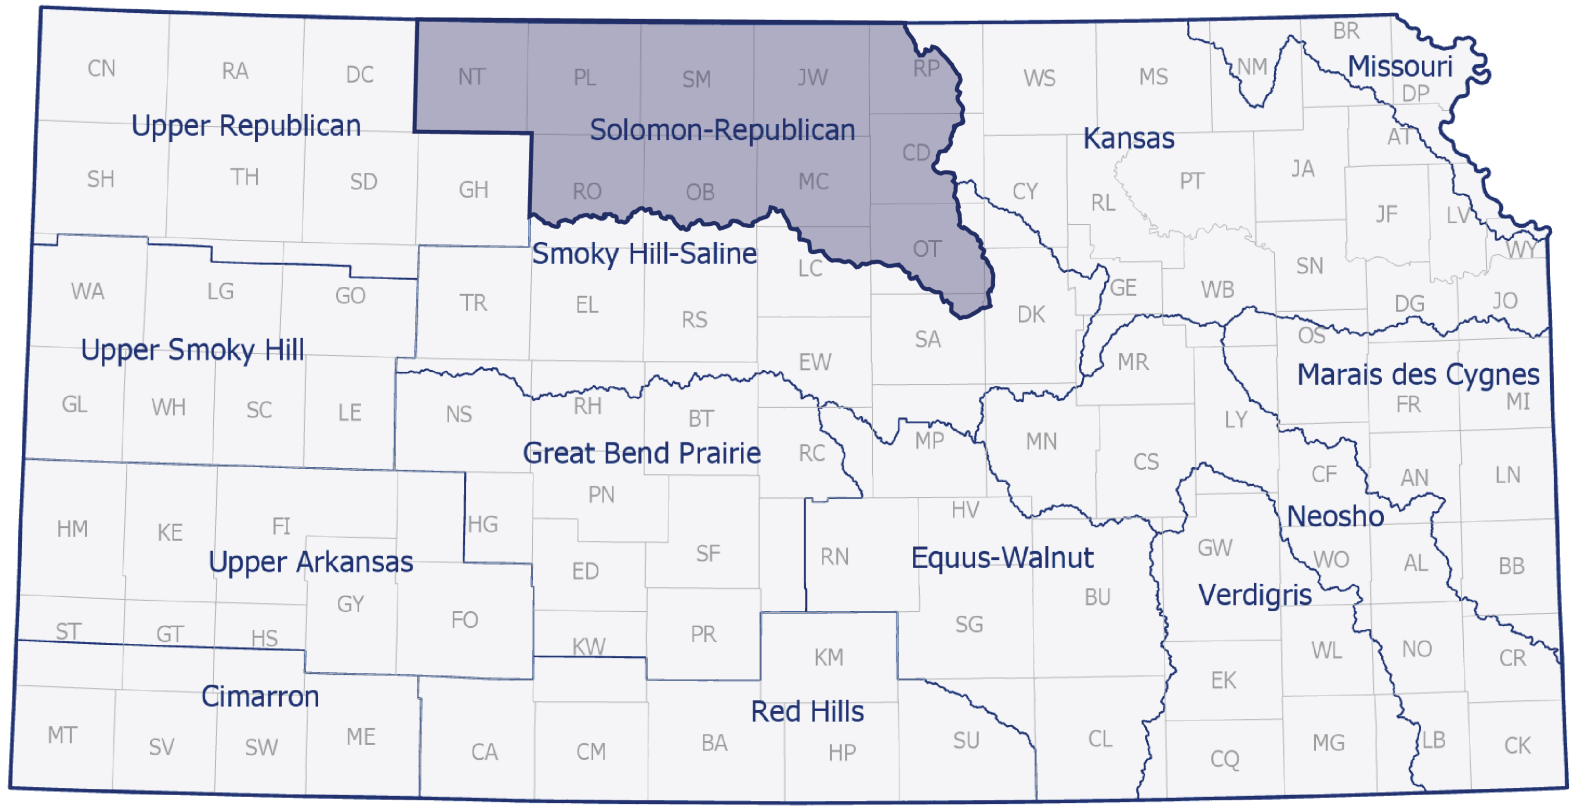 BR
CN RA DC NT PL SM JW RP WS MS NM Missouri
DP
Upper Republican Solomon-Republican Kansas AT
SH TH SD GH RO OB MC CD CY RL PT JA
JF LV
Smoky Hill-Saline OT WY
WA LG GO TR EL RS LC DK GE WB SN DG JO
Upper Smoky Hill SA OS
EW MR Marais des Cygnes
GL WH SC LE NS RH BT LY FR MI
Great Bend Prairie RC MP MN CS CF AN LN
PN
HM KE FI HG HV Neosho
Upper Arkansas SF RN Equus-Walnut GW WO AL BB
ED
GY BU Verdigris
ST GT HS FO KW PR SG WL NO CR
KM
Cimarron EK
Red Hills
MT SV SW ME CA CM BA HP SU CL CQ MG LB CK